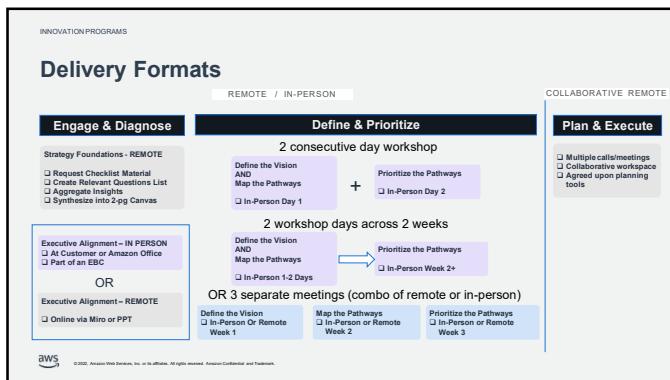 INNOVATION PROGRAMS
Delivery Formats
REMOTE / IN-PERSON
COLLABORATIVE REMOTE
Engage & Diagnose
Strategy Foundations - REMOTE
❑ Request Checklist Material
❑ Create Relevant Questions List
❑ Aggregate Insights
❑ Synthesize into 2-pg Canvas
Executive Alignment – IN PERSON
❑ At Customer or Amazon Office
❑ Part of an EBC
OR
Executive Alignment – REMOTE
❑ Online via Miro or PPT
Define & Prioritize
2 consecutive day workshop
Define the Vision
AND
Map the Pathways
❑ In-Person Day 1
+
Prioritize the Pathways
❑ In-Person Day 2
2 workshop days across 2 weeks
Define the Vision
AND
Map the Pathways
❑ In-Person 1-2 Days
Prioritize the Pathways
❑ In-Person Week 2+
OR 3 separate meetings (combo of remote or in-person)
Define the Vision
❑ In-Person Or Remote
Week 1
Map the Pathways
❑ In-Person or Remote
Week 2
Prioritize the Pathways
❑ In-Person or Remote
Week 3
Plan & Execute
❑ Multiple calls/meetings
❑ Collaborative workspace
❑ Agreed upon planning
tools
aws
© 2022, Amazon Web Services, Inc. or its affiliates. All rights reserved. Amazon Confidential and Trademark.